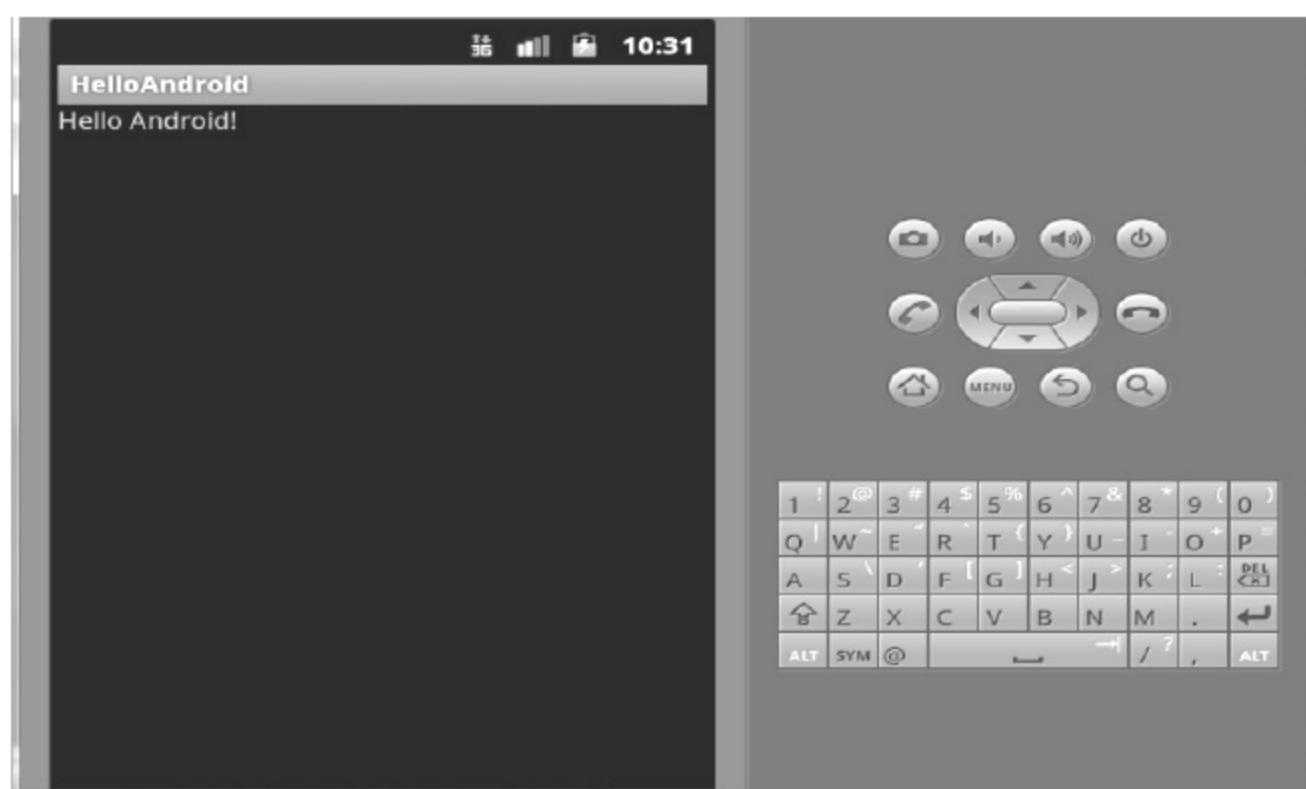 3G 10:31
HelloAndroid
Hello Android!
MENU
1 ! 2 @ 3 # 4 $ 5 % 6 ^ 7 & 8 * 9 ( 0 )
Q | W ~ E " R ` T { Y } U _ I - O + P =
A S \ D ' F [ G ] H < J > K ; L : DEL
Z X C V B N M .
ALT SYM @ / ? , ALT